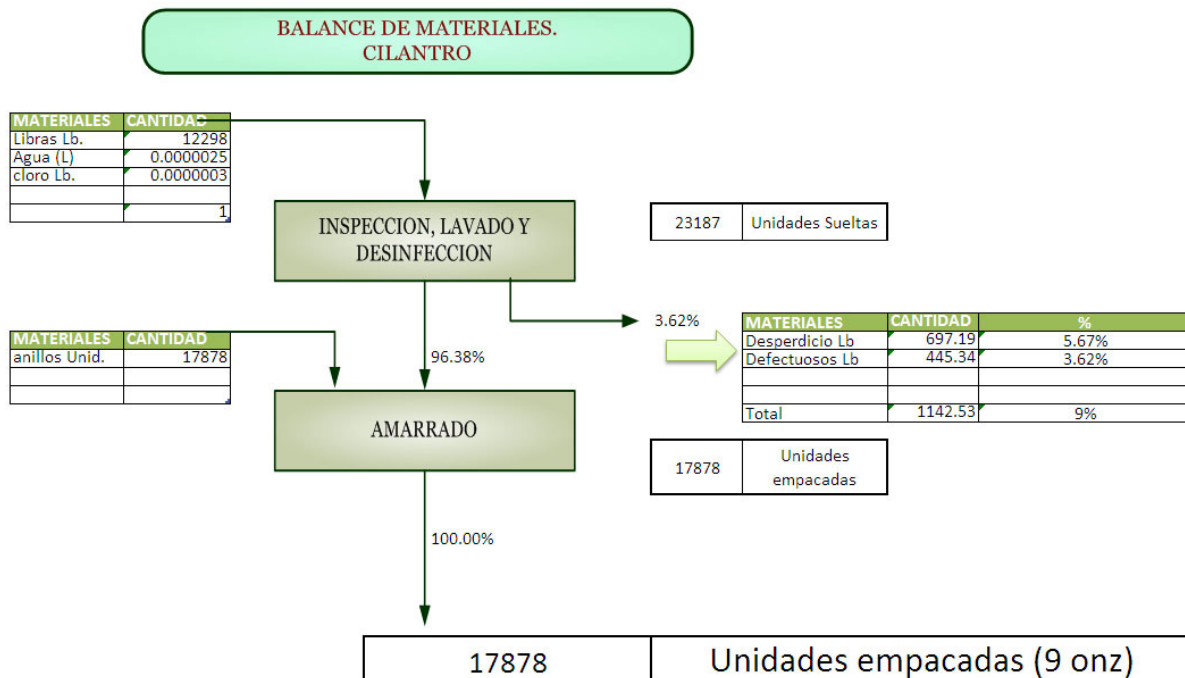 BALANCE DE MATERIALES.
CILANTRO
MATERIALES CANTIDAD
Libras Lb. 12298
Agua (L) 0.0000025
cloro Lb. 0.0000003
1
INSPECCION, LAVADO Y
DESINFECCION
23187 Unidades Sueltas
3.62%
MATERIALES CANTIDAD %
Desperdicio Lb 697.19 5.67%
Defectuosos Lb 445.34 3.62%
Total 1142.53 9%
MATERIALES CANTIDAD
anillos Unid. 17878
96.38%
AMARRADO
17878 Unidades
empacadas
100.00%
17878 Unidades empacadas (9 onz)